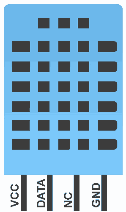 VCC
DATA
NC
GND